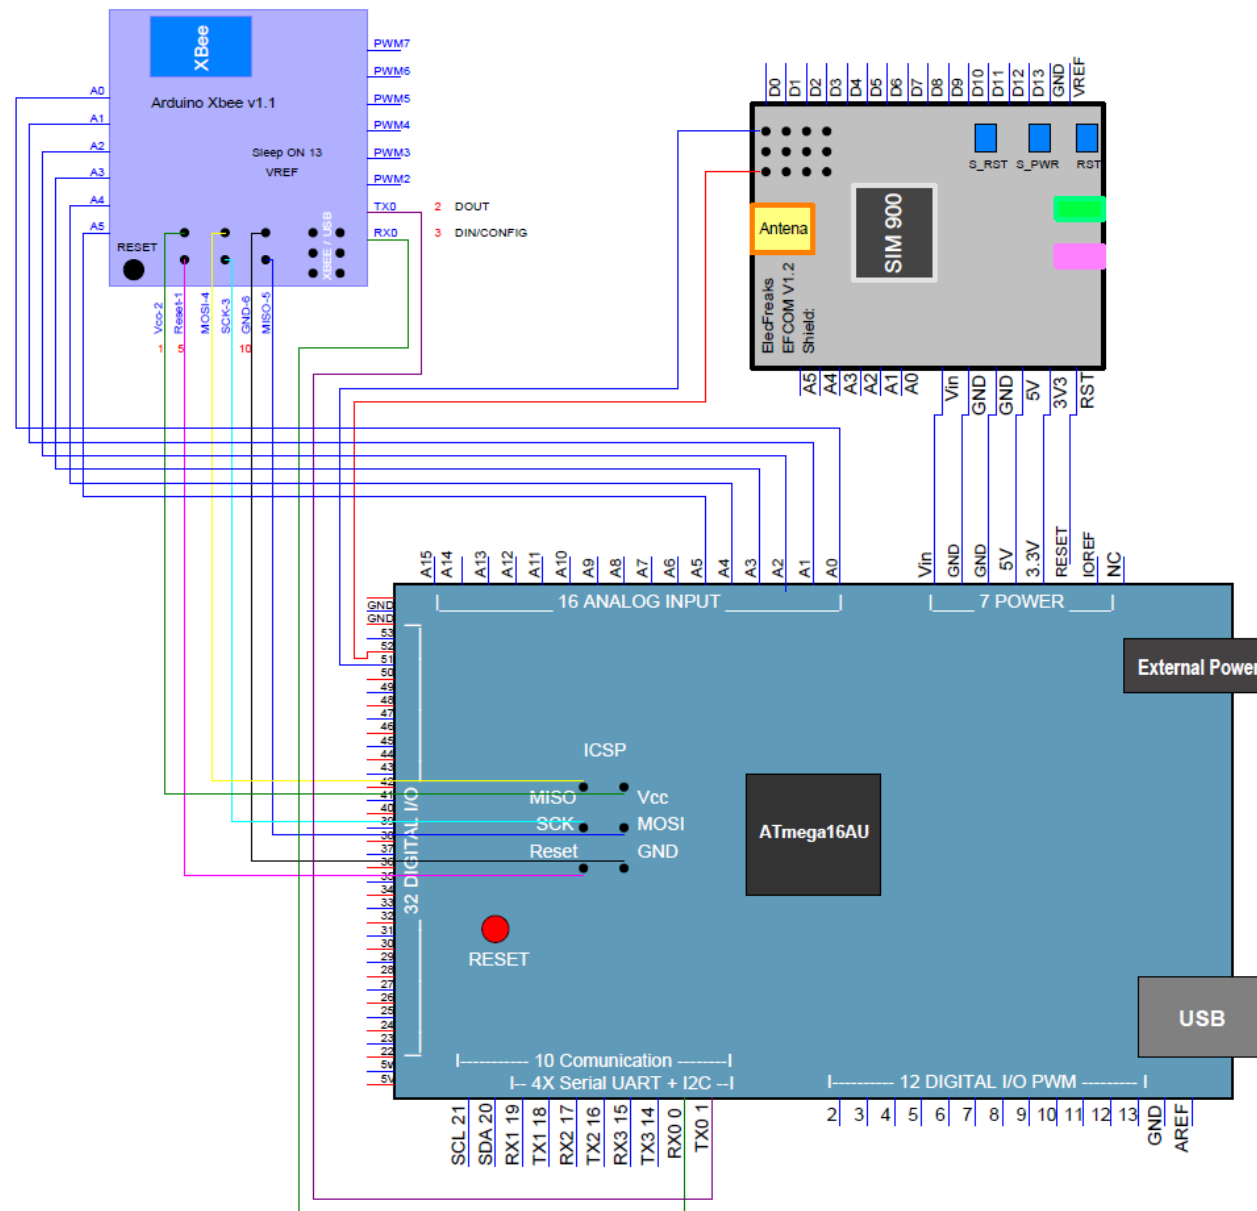 XBee
Arduino Xbee v1.1
Sleep ON 13
VREF
A0
A1
A2
A3
A4
A5
PWM7
PWM6
PWM5
PWM4
PWM3
PWM2
TX0
RX0
2 DOUT
3 DIN/CONFIG
RESET
XBEE / USB
Vcc-2
Reset-1
MOSI-4
SCK-3
GND-6
MISO-5
1
5
10
D0
D1
D2
D3
D4
D5
D6
D7
D8
D9
D10
D11
D12
D13
GND
VREF
S_RST
S_PWR
RST
Antena
SIM 900
ElecFreaks
EFCOM V1.2
Shield:
A5
A4
A3
A2
A1
A0
Vin
GND
GND
5V
3V3
RST
A15
A14
A13
A12
A11
A10
A9
A8
A7
A6
A5
A4
A3
A2
A1
A0
Vin
GND
GND
5V
3.3V
RESET
IOREF
NC
|__________ 16 ANALOG INPUT __________|
|____ 7 POWER ____|
GND
GND
53
52
51
50
49
48
47
46
45
44
43
42
41
40
39
38
37
36
35
34
33
32
31
30
29
28
27
26
25
24
23
22
5v
5V
32 DIGITAL I/O
External Power
ICSP
MISO
Vcc
SCK
MOSI
Reset
GND
ATmega16AU
RESET
USB
|----------- 10 Comunication --------|
|-- 4X Serial UART + I2C --|
|---------- 12 DIGITAL I/O PWM ---------|
SCL 21
SDA 20
RX1 19
TX1 18
RX2 17
TX2 16
RX3 15
TX3 14
RX0 0
TX0 1
2
3
4
5
6
7
8
9
10
11
12
13
GND
AREF